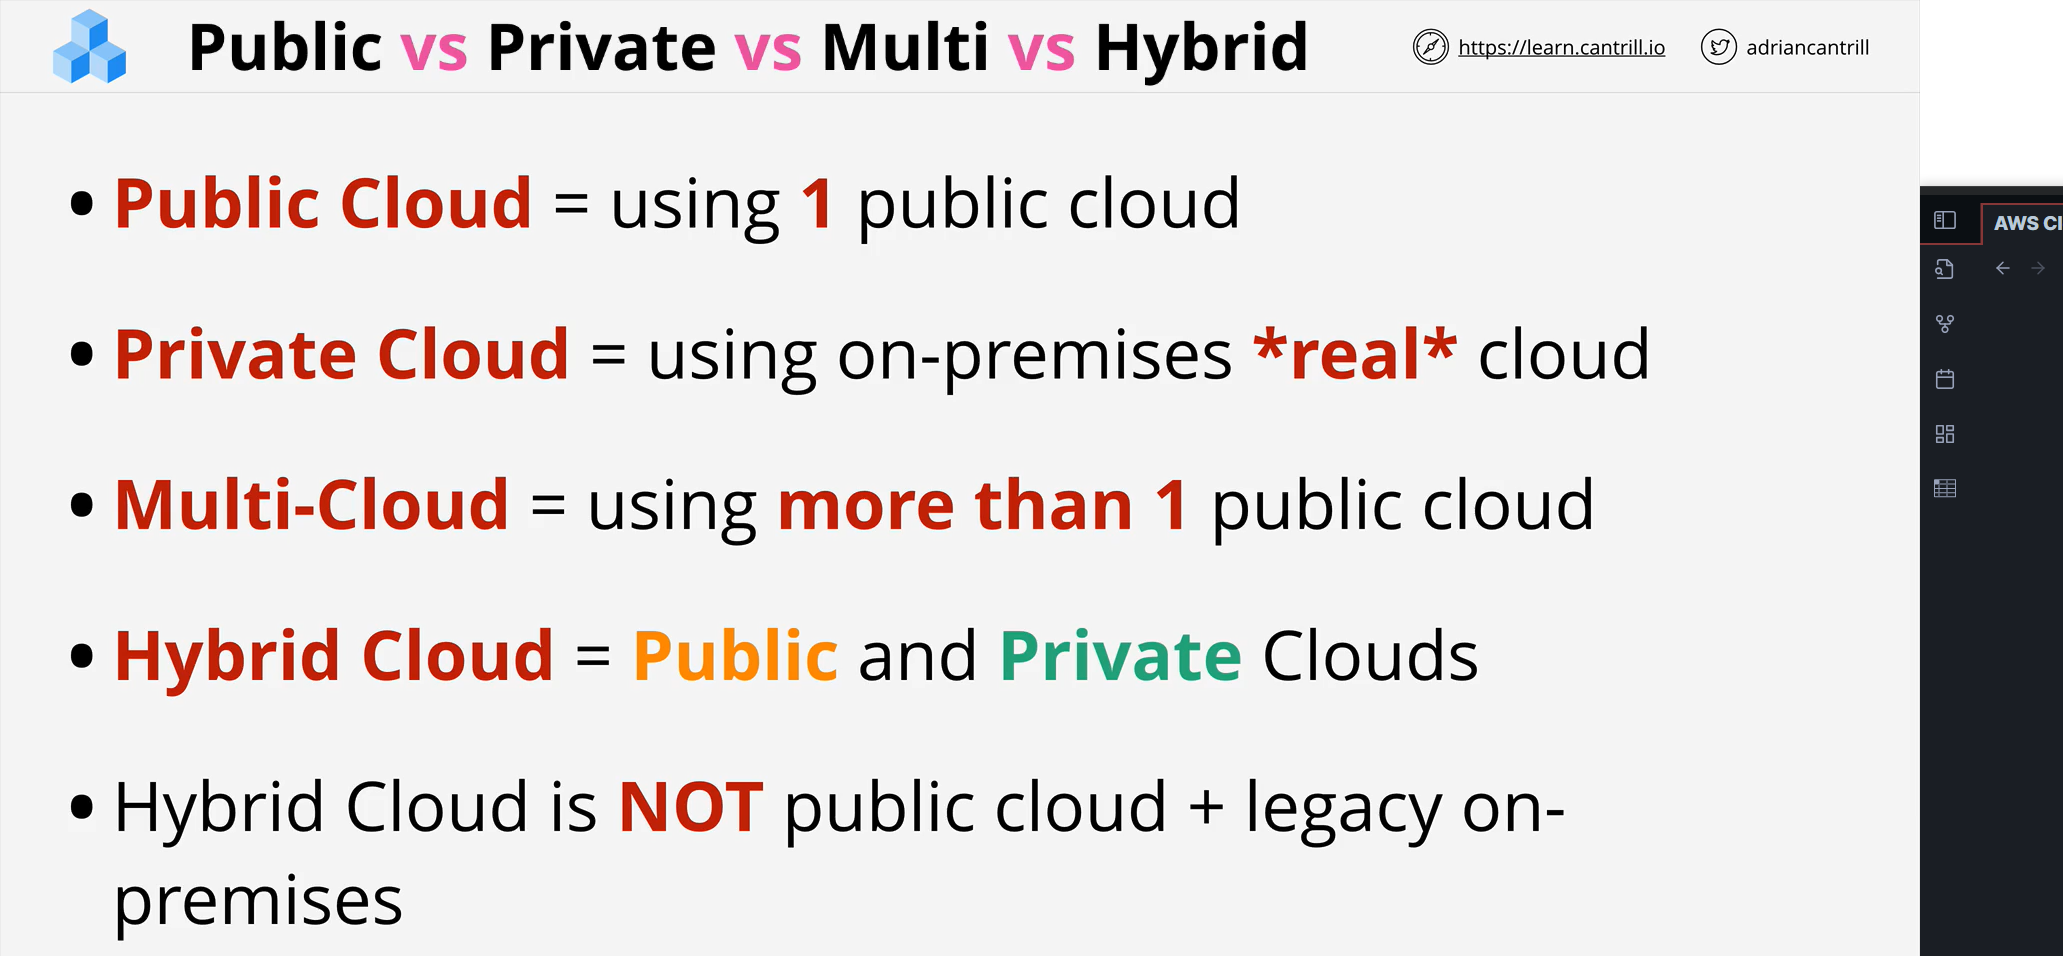 Public vs Private vs Multi vs Hybrid
https://learn.cantrill.io
adriancantrill
• Public Cloud = using 1 public cloud
• Private Cloud = using on-premises *real* cloud
• Multi-Cloud = using more than 1 public cloud
• Hybrid Cloud = Public and Private Clouds
• Hybrid Cloud is NOT public cloud + legacy on-
premises
AWS Cl